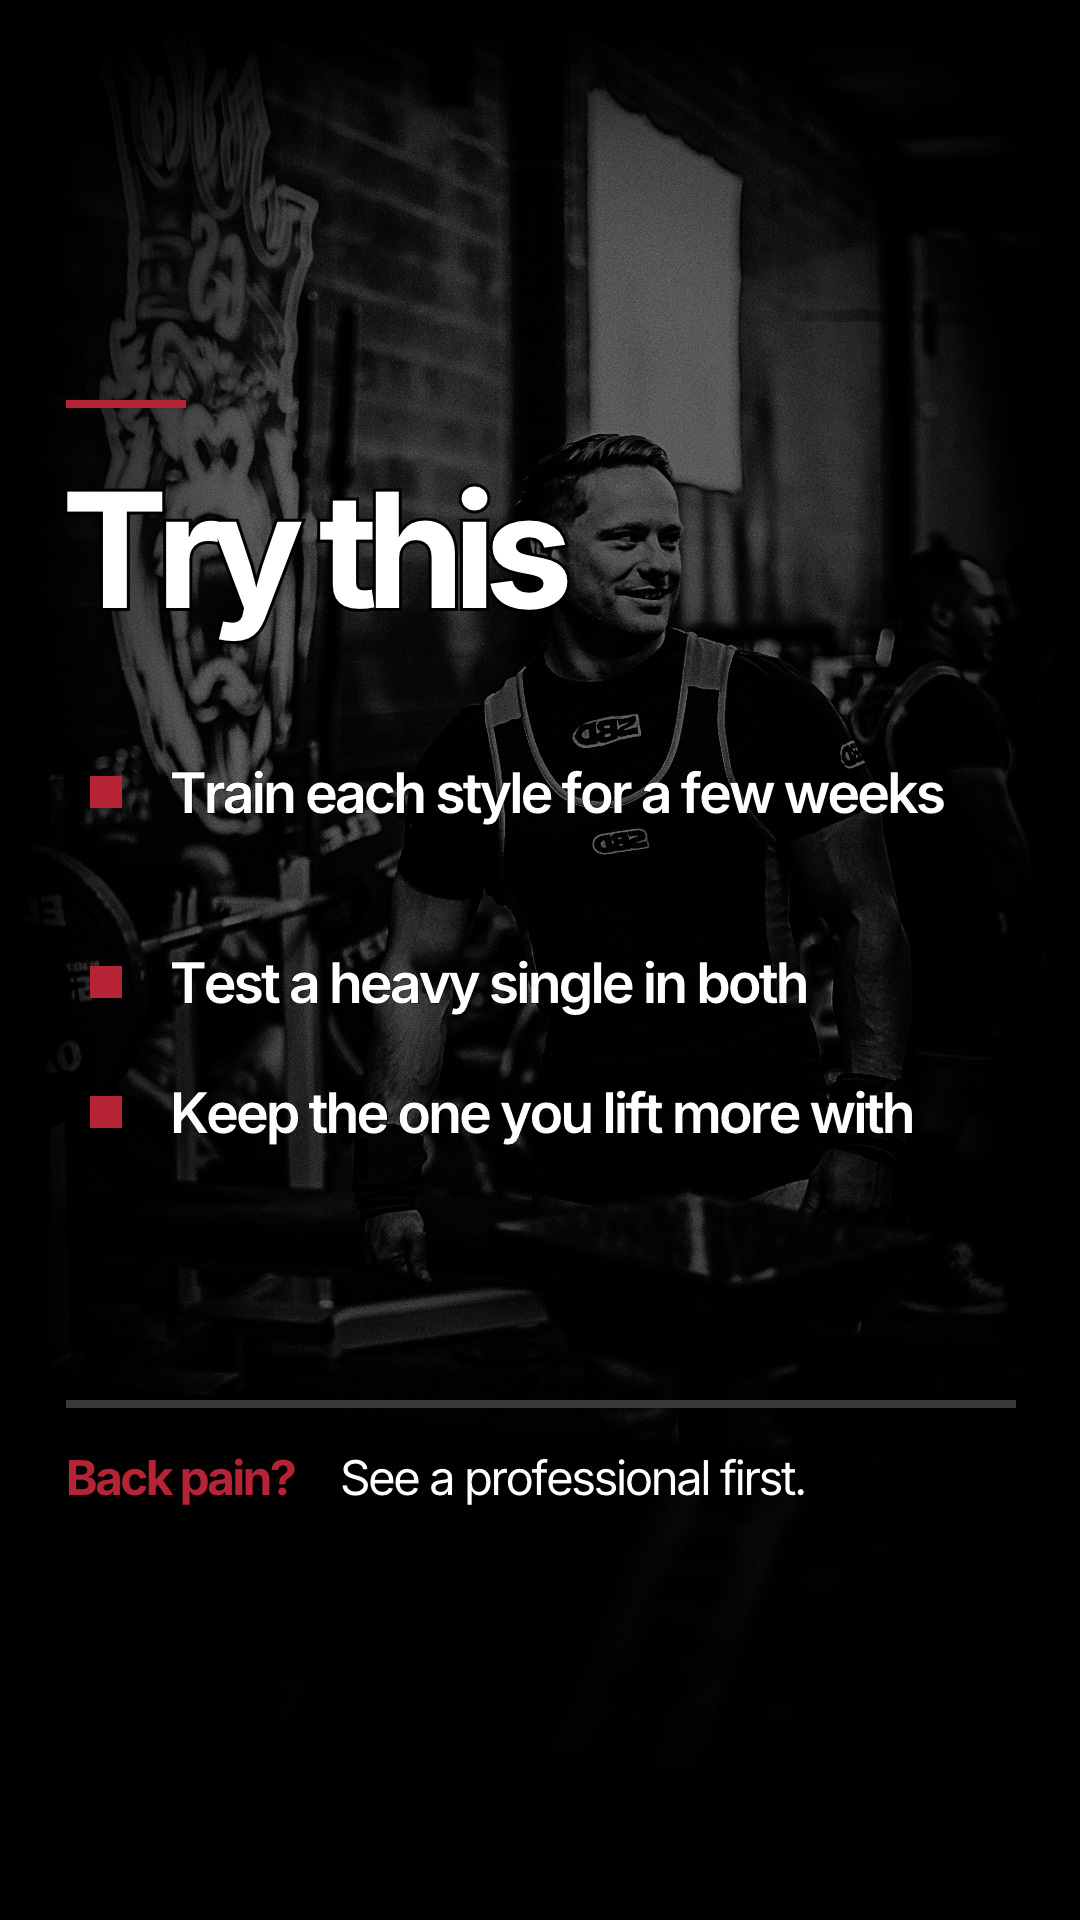 Try this
Train each style for a few weeks
Test a heavy single in both
Keep the one you lift more with
Back pain? See a professional first.